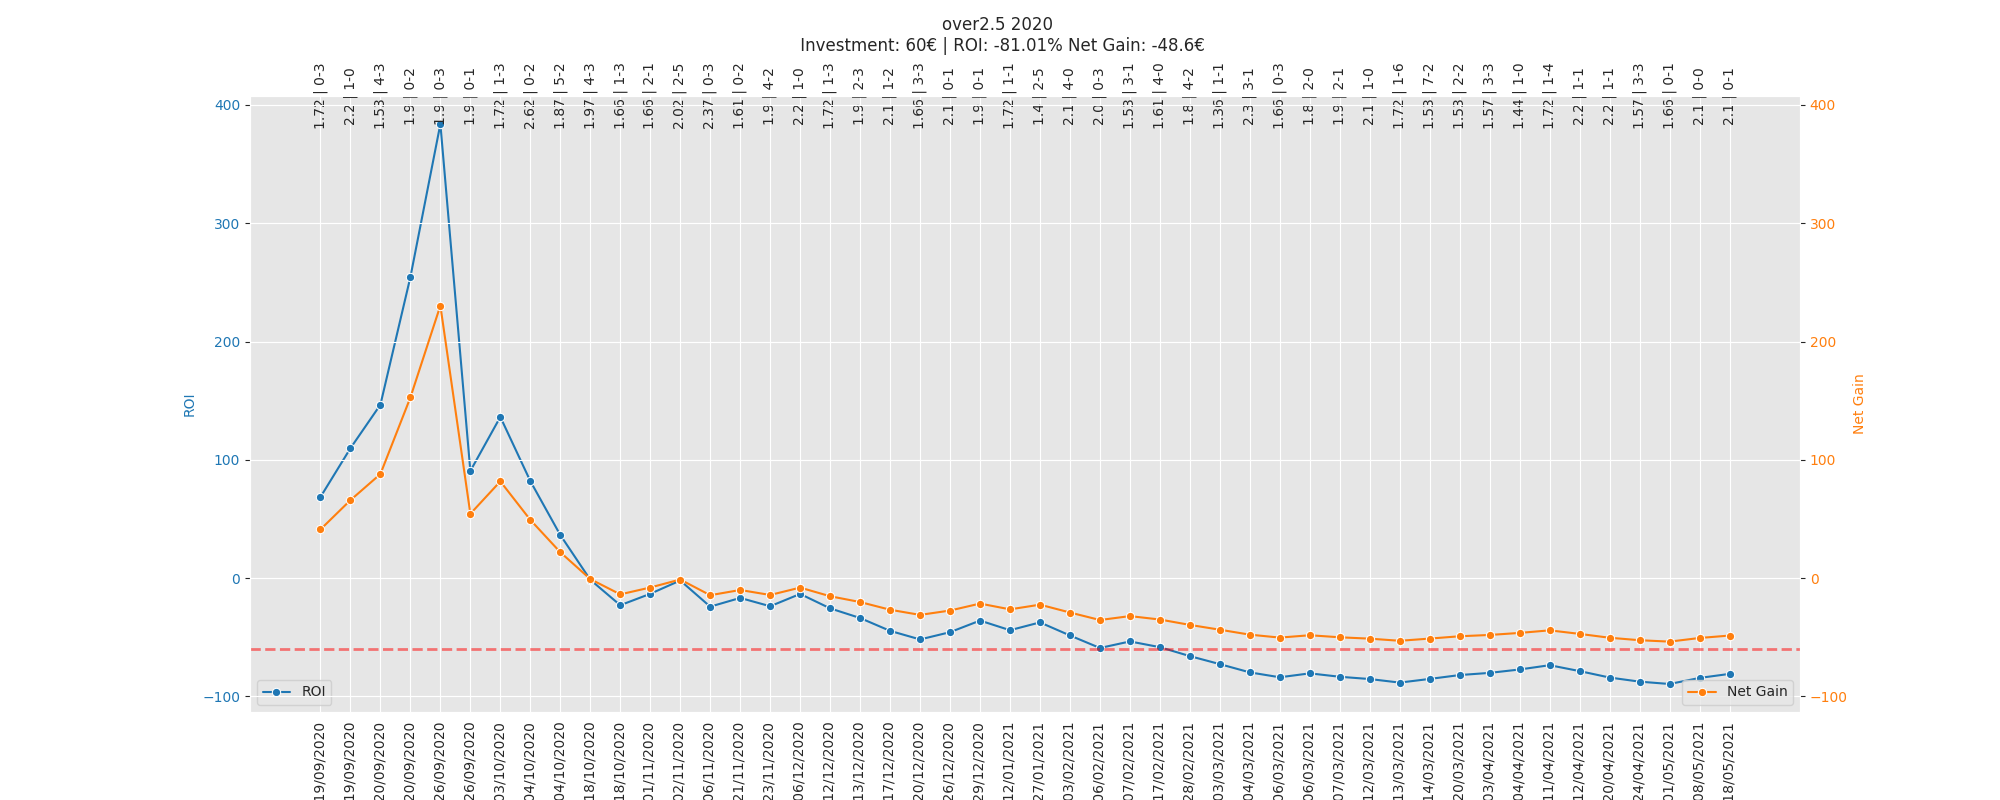 over2.5 2020
Investment: 60€ | ROI: -81.01% Net Gain: -48.6€
1.72 | 0-3
2.2 | 1-0
1.53 | 4-3
1.9 | 0-2
1.9 | 0-3
1.9 | 0-1
1.72 | 1-3
2.62 | 0-2
1.87 | 5-2
1.97 | 4-3
1.66 | 1-3
1.66 | 2-1
2.02 | 2-5
2.37 | 0-3
1.61 | 0-2
1.9 | 4-2
2.2 | 1-0
1.72 | 1-3
1.9 | 2-3
2.1 | 1-2
1.66 | 3-3
2.1 | 0-1
1.9 | 0-1
1.72 | 1-1
1.4 | 2-5
2.1 | 4-0
2.0 | 0-3
1.53 | 3-1
1.61 | 4-0
1.8 | 4-2
1.36 | 1-1
2.3 | 3-1
1.66 | 0-3
1.8 | 2-0
1.9 | 2-1
2.1 | 1-0
1.72 | 1-6
1.53 | 7-2
1.53 | 2-2
1.57 | 3-3
1.44 | 1-0
1.72 | 1-4
2.2 | 1-1
2.2 | 1-1
1.57 | 3-3
1.66 | 0-1
2.1 | 0-0
2.1 | 0-1
400
300
200
100
0
−100
ROI
400
300
200
100
0
−100
Net Gain
ROI
Net Gain
19/09/2020
19/09/2020
20/09/2020
20/09/2020
26/09/2020
26/09/2020
03/10/2020
04/10/2020
04/10/2020
18/10/2020
18/10/2020
01/11/2020
02/11/2020
06/11/2020
21/11/2020
23/11/2020
06/12/2020
12/12/2020
13/12/2020
17/12/2020
20/12/2020
26/12/2020
29/12/2020
12/01/2021
27/01/2021
03/02/2021
06/02/2021
07/02/2021
17/02/2021
28/02/2021
03/03/2021
04/03/2021
06/03/2021
06/03/2021
07/03/2021
12/03/2021
13/03/2021
14/03/2021
20/03/2021
03/04/2021
04/04/2021
11/04/2021
12/04/2021
20/04/2021
24/04/2021
01/05/2021
08/05/2021
18/05/2021